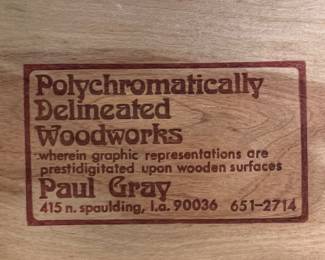 Polychromatically
Delineated
Woodworks
wherein graphic representations are
prestidigitated upon wooden surfaces
Paul Gray
415 n. spaulding, l.a. 90036 651-2714